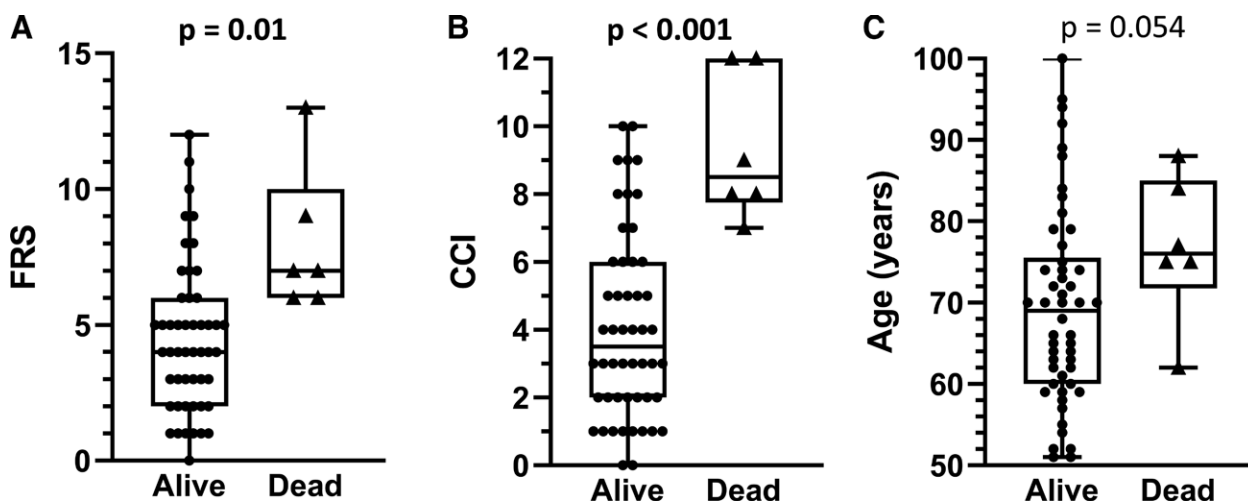 A
p = 0.01
FRS
15
10
5
0
Alive
Dead
B
p < 0.001
CCI
12
10
8
6
4
2
0
Alive
Dead
C
p = 0.054
Age (years)
100
90
80
70
60
50
Alive
Dead